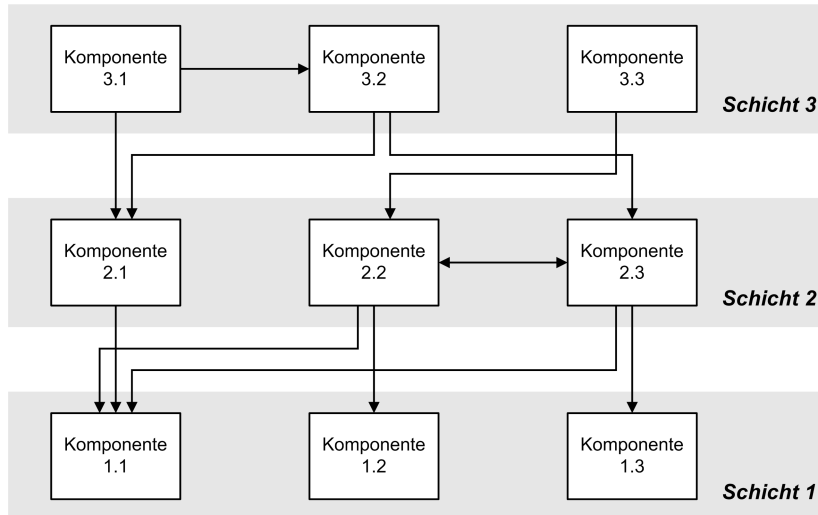 Komponente
3.1
Komponente
3.2
Komponente
3.3
Schicht 3
Komponente
2.1
Komponente
2.2
Komponente
2.3
Schicht 2
Komponente
1.1
Komponente
1.2
Komponente
1.3
Schicht 1